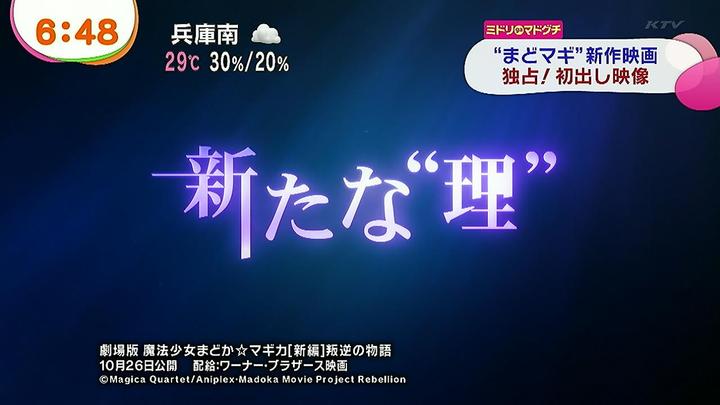 6:48
兵庫南
29℃ 30%/20%
ミドリのマドグチ
KTV
“まどマギ”新作映画
独占！初出し映像
新たな“理”
劇場版 魔法少女まどか☆マギカ[新編]叛逆の物語
10月26日公開 配給:ワーナー・ブラザース映画
©Magica Quartet/Aniplex・Madoka Movie Project Rebellion